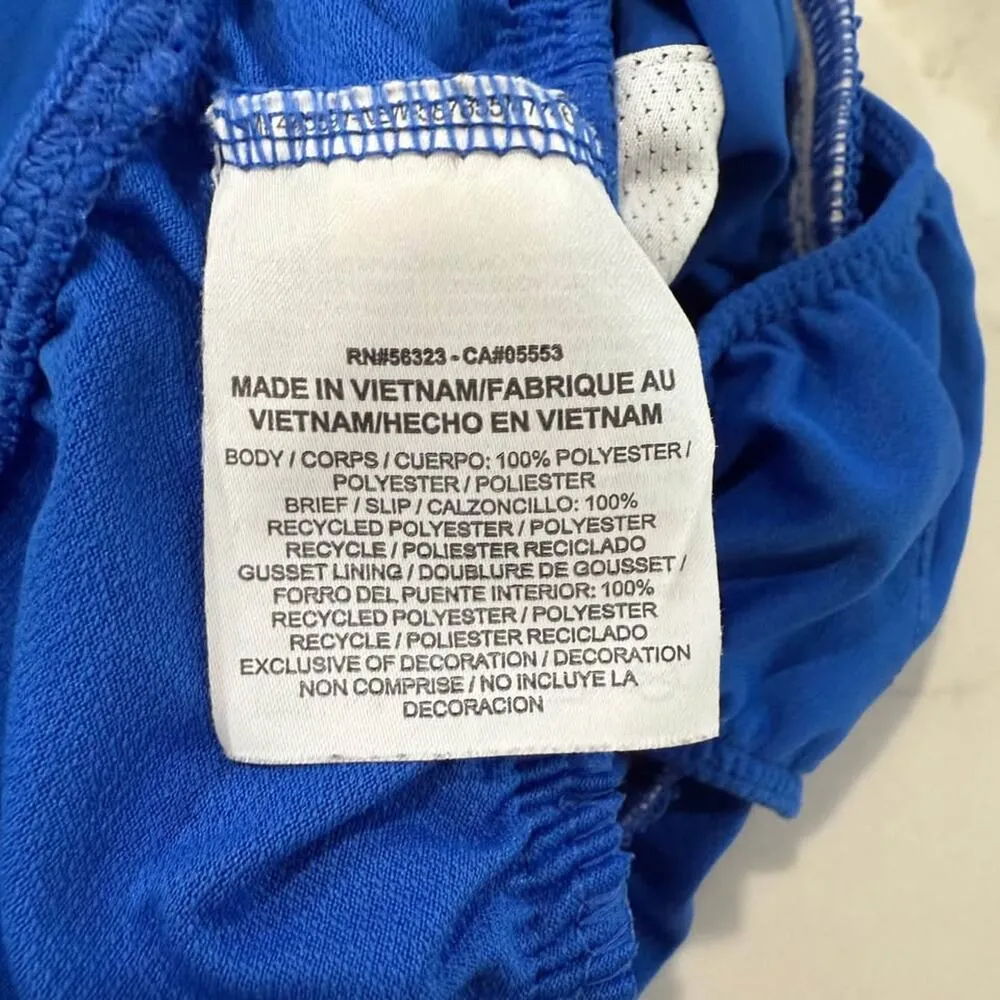 RN#56323 - CA#05553
MADE IN VIETNAM/FABRIQUE AU
VIETNAM/HECHO EN VIETNAM
BODY / CORPS / CUERPO: 100% POLYESTER /
POLYESTER / POLIESTER
BRIEF / SLIP / CALZONCILLO: 100%
RECYCLED POLYESTER / POLYESTER
RECYCLE / POLIESTER RECICLADO
GUSSET LINING / DOUBLURE DE GOUSSET /
FORRO DEL PUENTE INTERIOR: 100%
RECYCLED POLYESTER / POLYESTER
RECYCLE / POLIESTER RECICLADO
EXCLUSIVE OF DECORATION / DECORATION
NON COMPRISE / NO INCLUYE LA
DECORACION